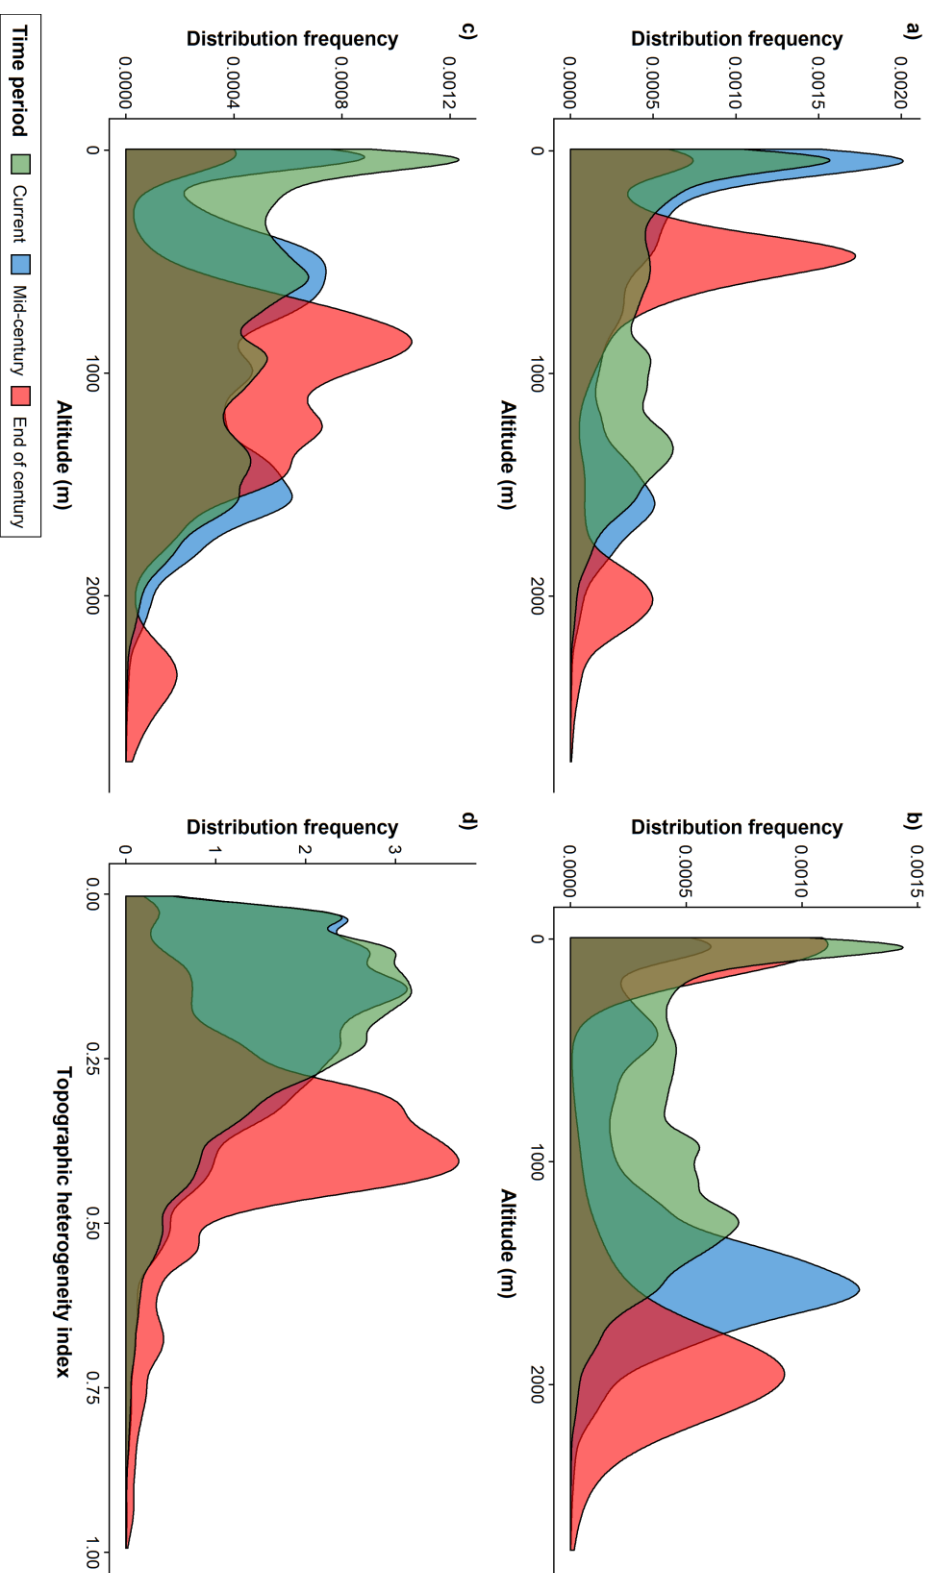 a)
Distribution frequency
0.0020
0.0015
0.0010
0.0005
0.0000
0
1000
2000
Altitude (m)
b)
Distribution frequency
0.0015
0.0010
0.0005
0.0000
0
1000
2000
Altitude (m)
c)
Distribution frequency
0.0012
0.0008
0.0004
0.0000
0
1000
2000
Altitude (m)
d)
Distribution frequency
3
2
1
0
0.00
0.25
0.50
0.75
1.00
Topographic heterogeneity index
Time period Current Mid-century End of century